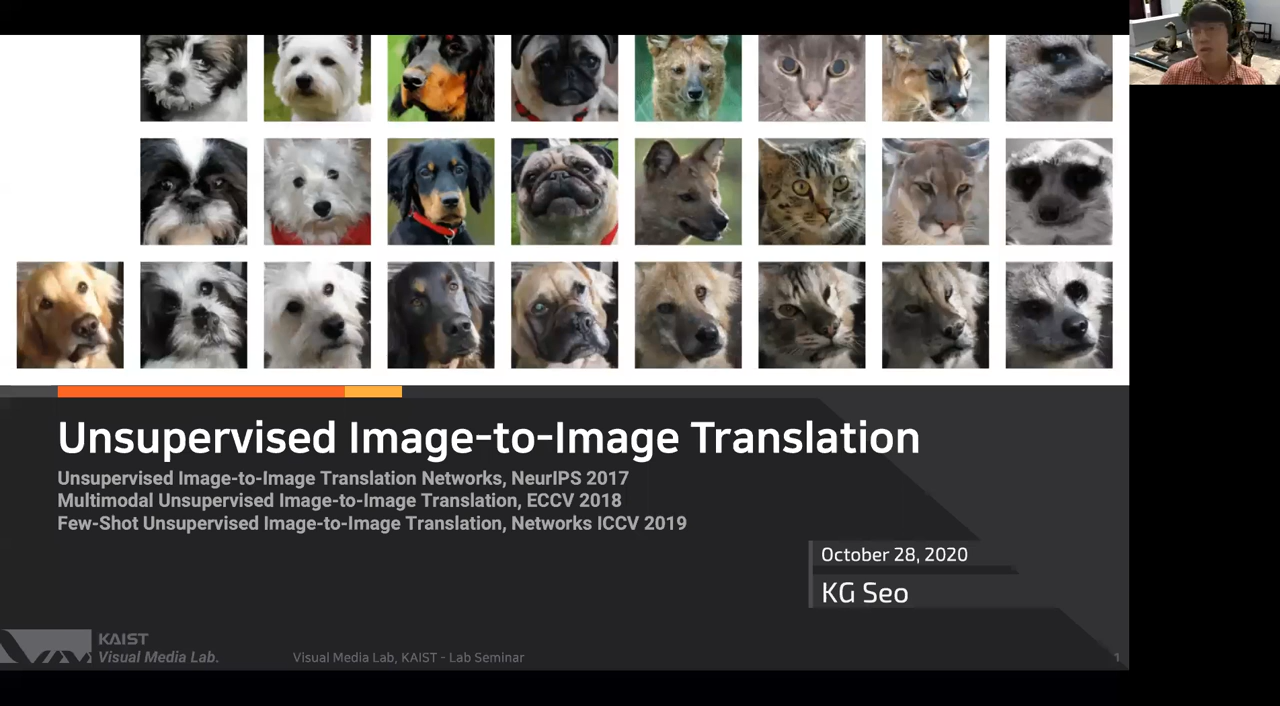 Unsupervised Image-to-Image Translation
Unsupervised Image-to-Image Translation Networks, NeurIPS 2017
Multimodal Unsupervised Image-to-Image Translation, ECCV 2018
Few-Shot Unsupervised Image-to-Image Translation, Networks ICCV 2019
October 28, 2020
KG Seo
KAIST
Visual Media Lab.
Visual Media Lab, KAIST - Lab Seminar
1